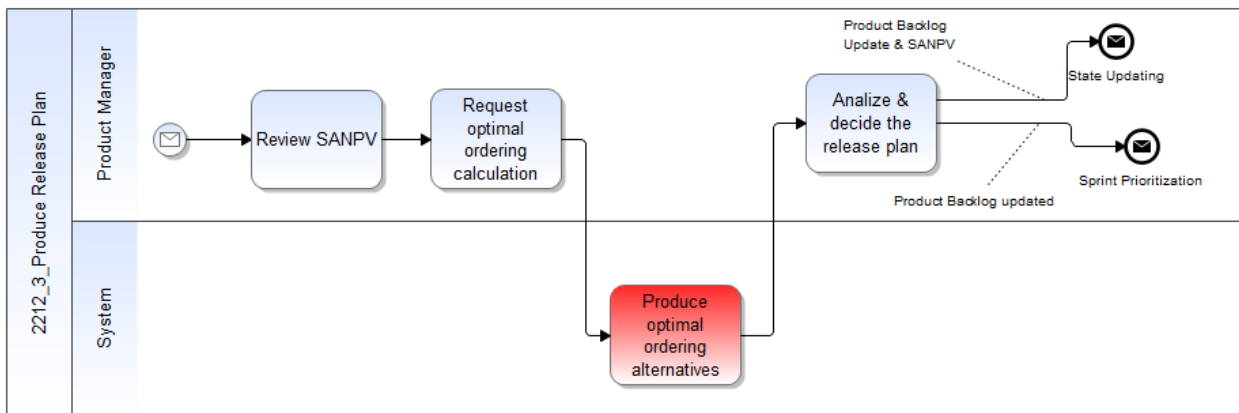 2212_3_Produce Release Plan
Product Manager
Review SANPV
Request
optimal
ordering
calculation
Analize &
decide the
release plan
Product Backlog
Update & SANPV
State Updating
Sprint Prioritization
Product Backlog updated
System
Produce
optimal
ordering
alternatives